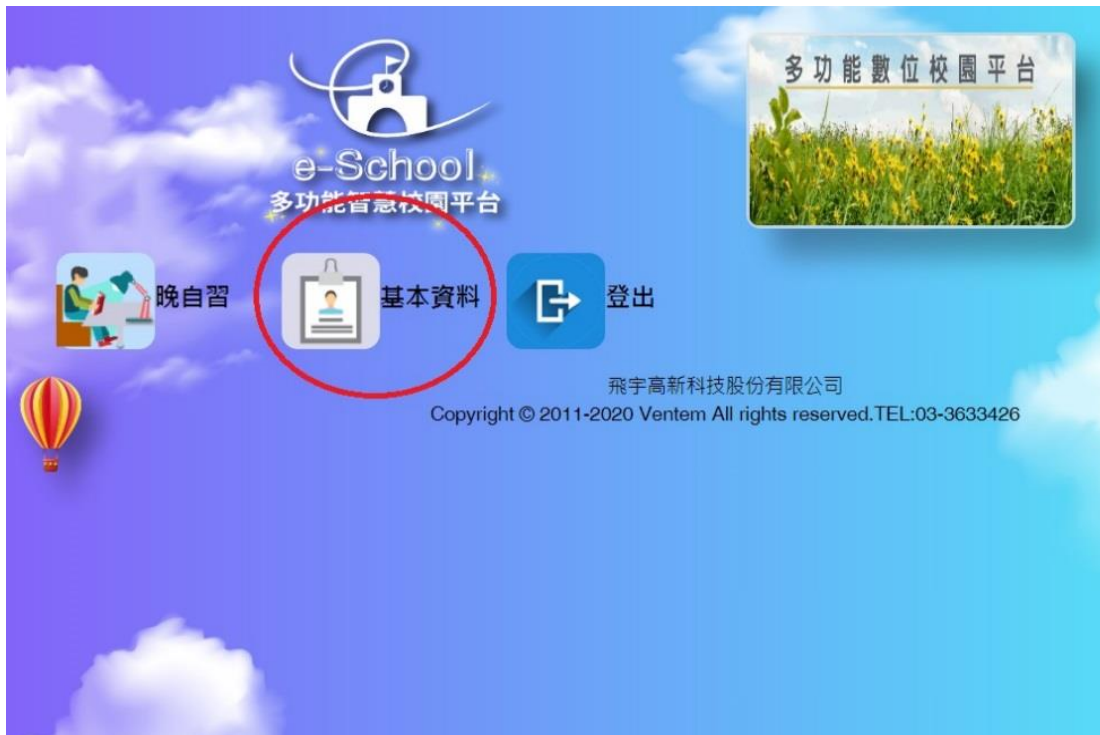 多功能數位校園平台
e-School
多功能智慧校園平台
晚自習
基本資料
登出
飛宇高新科技股份有限公司
Copyright © 2011-2020 Ventem All rights reserved.TEL:03-3633426